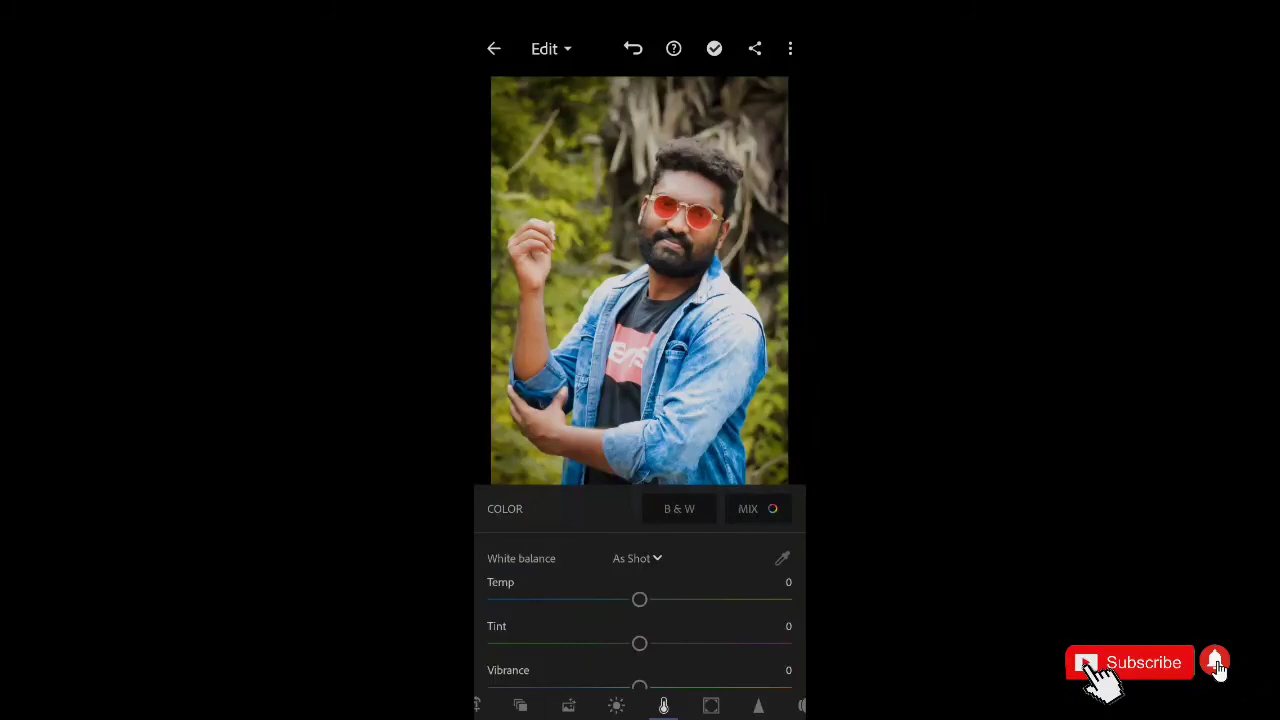 Edit
COLOR
B & W
MIX
White balance
As Shot
Temp
0
Tint
0
Vibrance
0
Subscribe